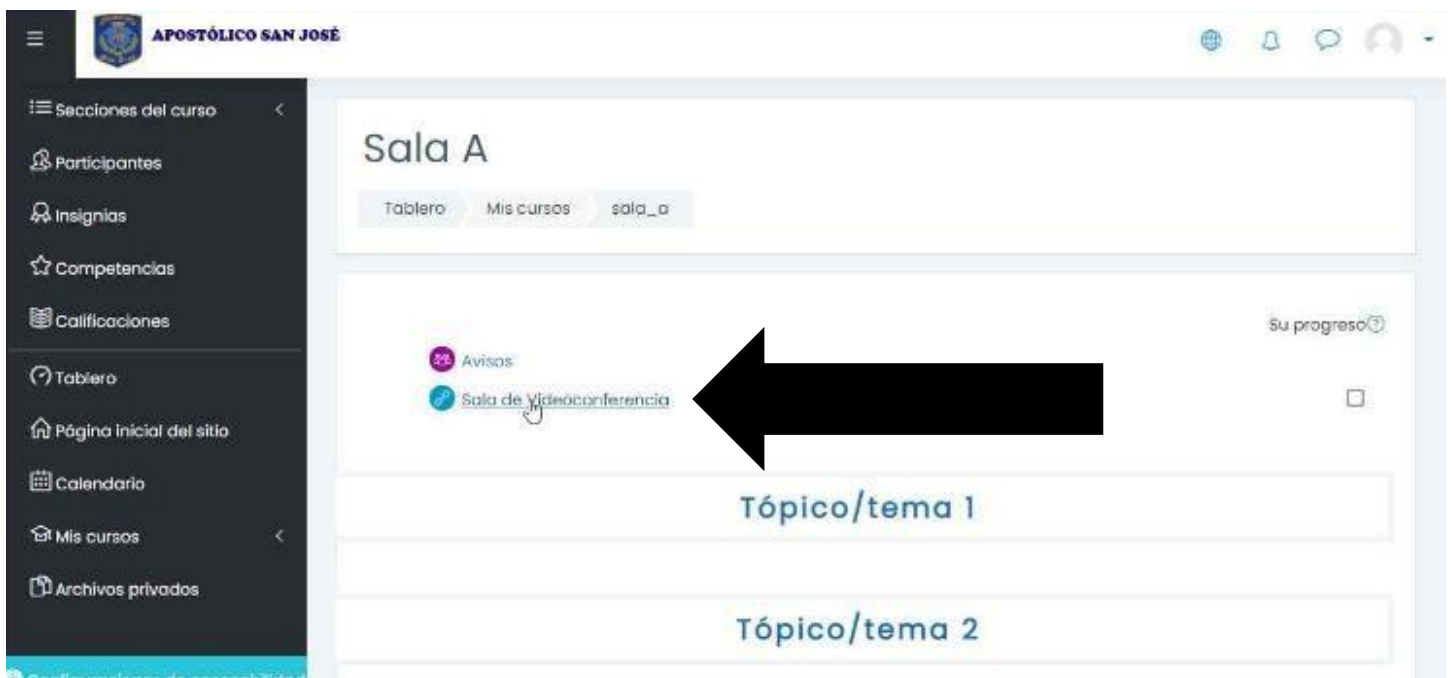 APOSTÓLICO SAN JOSÉ
Secciones del curso
Participantes
Insignias
Competencias
Calificaciones
Tablero
Página inicial del sitio
Calendario
Mis cursos
Archivos privados
Sala A
Tablero Mis cursos sala_a
Su progreso
Avisos
Sala de Videoconferencia
Tópico/tema 1
Tópico/tema 2